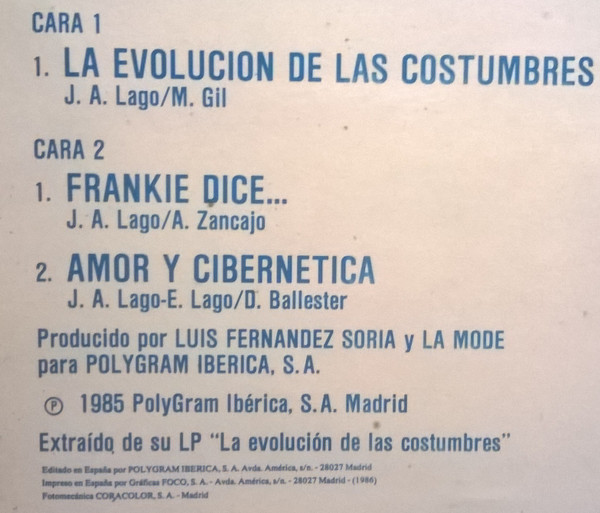 CARA 1
1. LA EVOLUCION DE LAS COSTUMBRES
J. A. Lago/M. Gil
CARA 2
1. FRANKIE DICE...
J. A. Lago/A. Zancajo
2. AMOR Y CIBERNETICA
J. A. Lago-E. Lago/D. Ballester
Producido por LUIS FERNANDEZ SORIA y LA MODE
para POLYGRAM IBERICA, S.A.
Ⓟ 1985 PolyGram Ibérica, S.A. Madrid
Extraído de su LP "La evolución de las costumbres"
Editado en España por POLYGRAM IBERICA, S. A. Avda. América, s/n. - 28027 Madrid
Impreso en España por Gráficas FOCO, S. A. - Avda. América, s/n. - 28027 Madrid - (1986)
Fotomecánica CORACOLOR, S. A. - Madrid